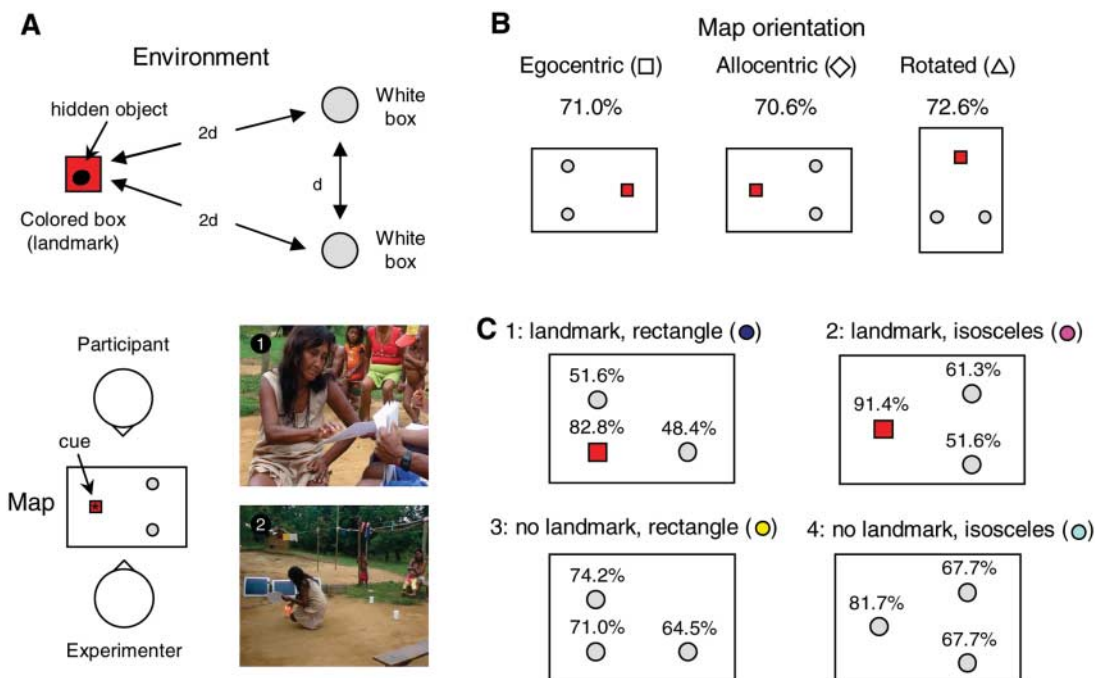 A
Environment
hidden object
2d
White
box
d
2d
Colored box
(landmark)
White
box
B
Map orientation
Egocentric (□)
Allocentric (◇)
Rotated (△)
71.0%
70.6%
72.6%
Participant
cue
Map
Experimenter
1
2
C
1: landmark, rectangle (●)
51.6%
82.8%
48.4%
2: landmark, isosceles (●)
61.3%
91.4%
51.6%
3: no landmark, rectangle (●)
74.2%
71.0%
64.5%
4: no landmark, isosceles (●)
67.7%
81.7%
67.7%